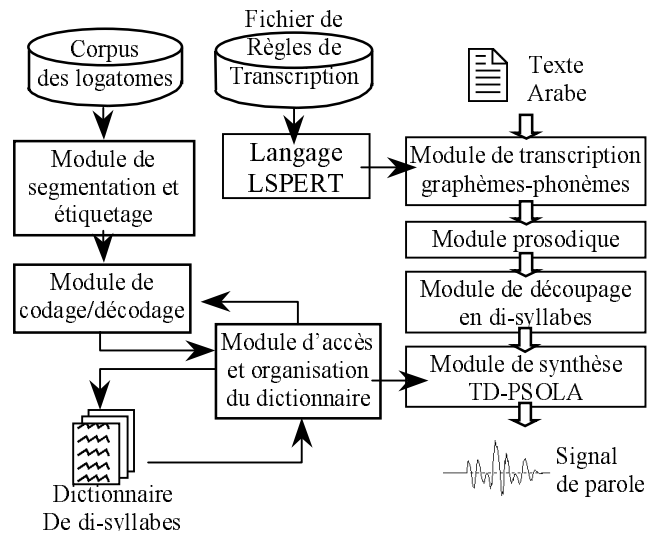 Corpus
des logatomes
Fichier de
Règles de
Transcription
Texte
Arabe
Module de
segmentation et
étiquetage
Langage
LSPERT
Module de transcription
graphèmes-phonèmes
Module prosodique
Module de
codage/décodage
Module de découpage
en di-syllabes
Module d'accès
et organisation
du dictionnaire
Module de synthèse
TD-PSOLA
Dictionnaire
De di-syllabes
Signal
de parole